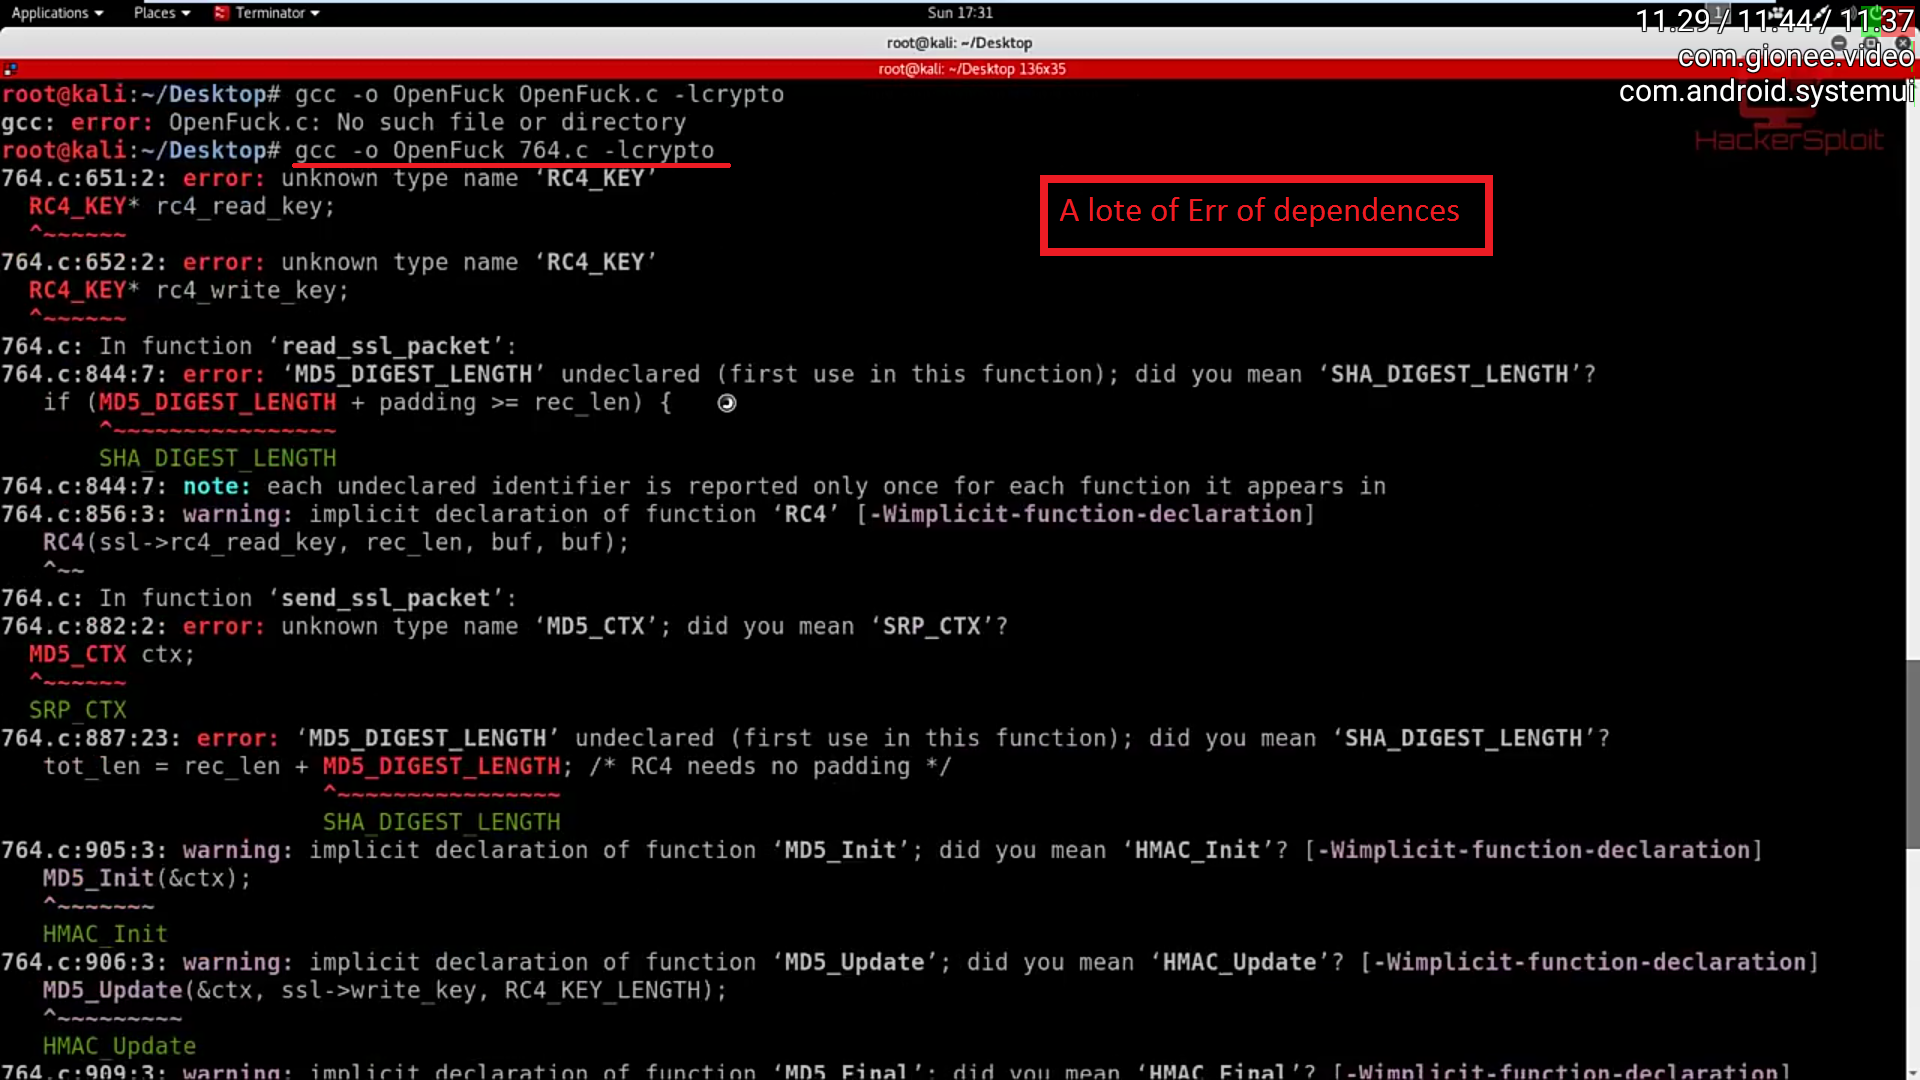 Applications Places Terminator Sun 17:31 1
11.29 / 11.44 / 11.37
root@kali: ~/Desktop
com.gionee.video
root@kali: ~/Desktop 136x35
com.android.systemui
HackerSploit
root@kali:~/Desktop# gcc -o OpenFuck OpenFuck.c -lcrypto
gcc: error: OpenFuck.c: No such file or directory
root@kali:~/Desktop# gcc -o OpenFuck 764.c -lcrypto
764.c:651:2: error: unknown type name ‘RC4_KEY’
RC4_KEY* rc4_read_key;
^~~~~~~
A lote of Err of dependences
764.c:652:2: error: unknown type name ‘RC4_KEY’
RC4_KEY* rc4_write_key;
^~~~~~~
764.c: In function ‘read_ssl_packet’:
764.c:844:7: error: ‘MD5_DIGEST_LENGTH’ undeclared (first use in this function); did you mean ‘SHA_DIGEST_LENGTH’?
if (MD5_DIGEST_LENGTH + padding >= rec_len) {
^~~~~~~~~~~~~~~~~
SHA_DIGEST_LENGTH
764.c:844:7: note: each undeclared identifier is reported only once for each function it appears in
764.c:856:3: warning: implicit declaration of function ‘RC4’ [-Wimplicit-function-declaration]
RC4(ssl->rc4_read_key, rec_len, buf, buf);
^~~
764.c: In function ‘send_ssl_packet’:
764.c:882:2: error: unknown type name ‘MD5_CTX’; did you mean ‘SRP_CTX’?
MD5_CTX ctx;
^~~~~~~
SRP_CTX
764.c:887:23: error: ‘MD5_DIGEST_LENGTH’ undeclared (first use in this function); did you mean ‘SHA_DIGEST_LENGTH’?
tot_len = rec_len + MD5_DIGEST_LENGTH; /* RC4 needs no padding */
^~~~~~~~~~~~~~~~~
SHA_DIGEST_LENGTH
764.c:905:3: warning: implicit declaration of function ‘MD5_Init’; did you mean ‘HMAC_Init’? [-Wimplicit-function-declaration]
MD5_Init(&ctx);
^~~~~~~~
HMAC_Init
764.c:906:3: warning: implicit declaration of function ‘MD5_Update’; did you mean ‘HMAC_Update’? [-Wimplicit-function-declaration]
MD5_Update(&ctx, ssl->write_key, RC4_KEY_LENGTH);
^~~~~~~~~~
HMAC_Update
764.c:909:3: warning: implicit declaration of function ‘MD5_Final’; did you mean ‘HMAC_Final’? [-Wimplicit-function-declaration]